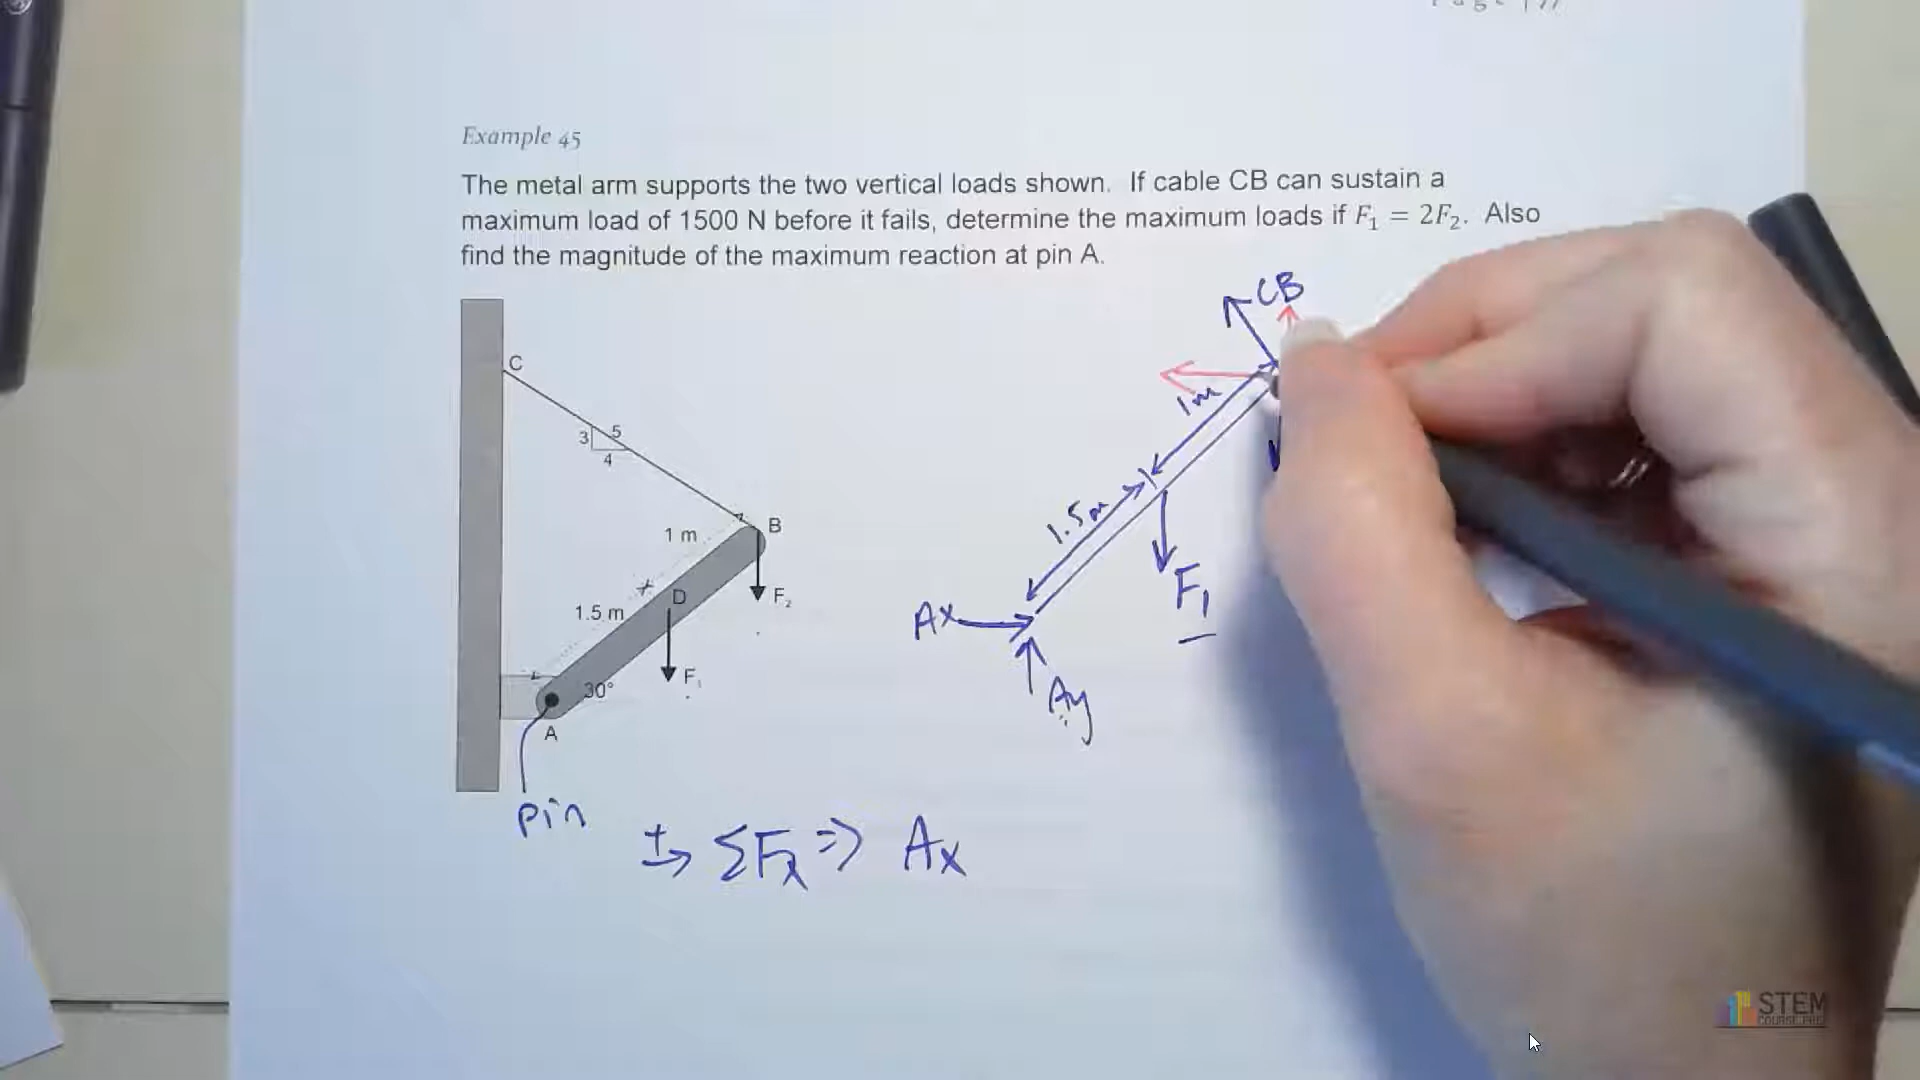 Example 45
The metal arm supports the two vertical loads shown. If cable CB can sustain a
maximum load of 1500 N before it fails, determine the maximum loads if F₁ = 2F₂. Also
find the magnitude of the maximum reaction at pin A.
CB
C
5
3
4
1m
B
1 m
1.5m
F₂
D
F₁
1.5 m
Ax
F₁
30°
Ay
A
pin
+→ ΣFx => Ax
STEM
COURSE PREP